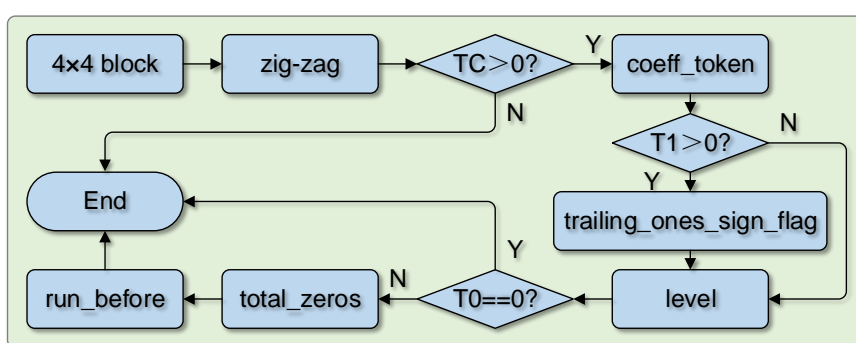 4×4 block
zig-zag
TC＞0?
Y
coeff_token
N
T1＞0?
N
Y
End
trailing_ones_sign_flag
Y
run_before
total_zeros
N
T0==0?
level